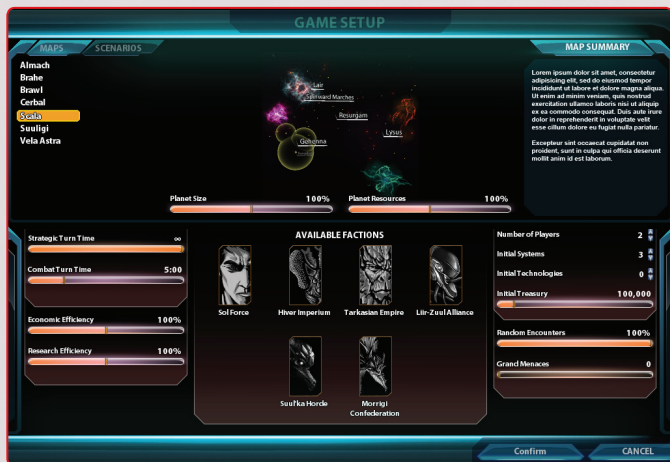 GAME SETUP
MAPS
SCENARIOS
Almach
Brahe
Brawl
Cerbal
Scala
Suuligi
Vela Astra
Lair
Spinward Marches
Resurgam
Lysus
Gehenna
Planet Size 100%
Planet Resources 100%
MAP SUMMARY
Lorem ipsum dolor sit amet, consectetur
adipisicing elit, sed do eiusmod tempor
incididunt ut labore et dolore magna aliqua.
Ut enim ad minim veniam, quis nostrud
exercitation ullamco laboris nisi ut aliquip
ex ea commodo consequat. Duis aute irure
dolor in reprehenderit in voluptate velit
esse cillum dolore eu fugiat nulla pariatur.
Excepteur sint occaecat cupidatat non
proident, sunt in culpa qui officia deserunt
mollit anim id est laborum.
Strategic Turn Time ∞
Combat Turn Time 5:00
Economic Efficiency 100%
Research Efficiency 100%
AVAILABLE FACTIONS
Sol Force
Hiver Imperium
Tarkasian Empire
Liir-Zuul Alliance
Suul'ka Horde
Morrigi
Confederation
Number of Players 2
Initial Systems 3
Initial Technologies 0
Initial Treasury 100,000
Random Encounters 100%
Grand Menaces 0
Confirm
CANCEL